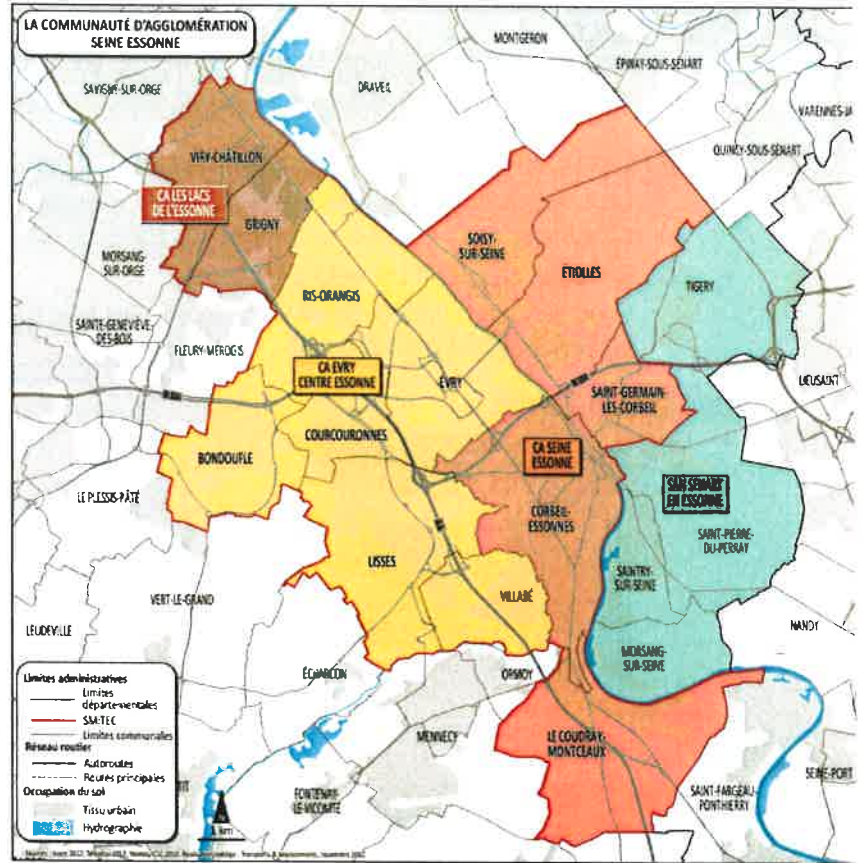 LA COMMUNAUTÉ D'AGGLOMÉRATION
SEINE ESSONNE
MONTGERON
ÉPINAY-SOUS-SÉNART
SAVIGNY-SUR-ORGE
DRAVEIL
VARENNES-JA
VIRY-CHÂTILLON
QUINCY-SOUS-SÉNART
CA LES LACS
DE L'ESSONNE
GRIGNY
SOISY-
SUR-SEINE
ETIOLLES
MORSANG-
SUR-ORGE
TIGERY
RIS-ORANGIS
SAINTE-GENEVIÈVE
DES-BOIS
FLEURY-MEROGIS
CA EVRY
CENTRE ESSONNE
EVRY
LIEUSAINT
SAINT-GERMAIN-
LES-CORBEIL
COURCOURONNES
BONDOUFLE
CA SEINE
ESSONNE
SAN SENART
EN ESSONNE
LE PLESSIS-PÂTÉ
CORBEIL-
ESSONNES
SAINT-PIERRE-
DU-PERRAY
LISSES
SAINTRY-
SUR-SEINE
VILLABÉ
VERT-LE-GRAND
LEUDEVILLE
NANDY
MORSANG-
SUR-SEINE
ÉCHARCON
ORMOY
MENNECY
LE COUDRAY-
MONTCEAUX
FONTENAY-
LE-VICOMTE
SAINT-FARGEAU-
PONTHIERRY
SEINE-PORT
Limites administratives
Limites
départementales
SMITEC
Limites communales
Réseau routier
Autoroutes
Routes principales
Occupation du sol
Tissu urbain
Hydrographie
1 km